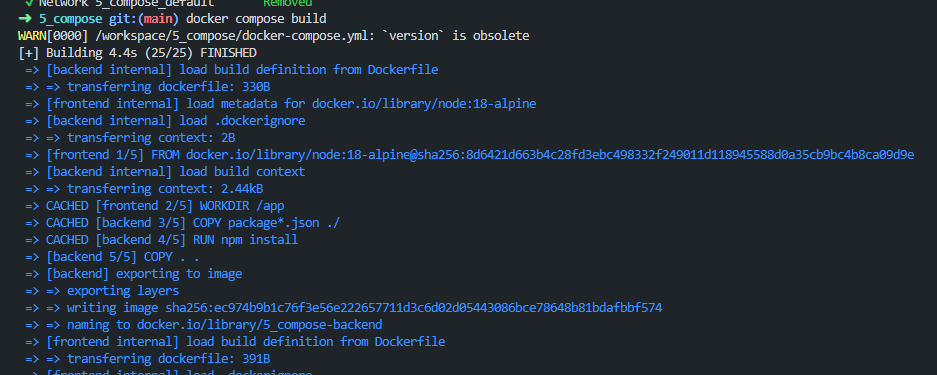 ✓ Network 5_compose_default Removed
→ 5_compose git:(main) docker compose build
WARN[0000] /workspace/5_compose/docker-compose.yml: `version` is obsolete
[+] Building 4.4s (25/25) FINISHED
=> [backend internal] load build definition from Dockerfile
=> => transferring dockerfile: 330B
=> [frontend internal] load metadata for docker.io/library/node:18-alpine
=> [backend internal] load .dockerignore
=> => transferring context: 2B
=> [frontend 1/5] FROM docker.io/library/node:18-alpine@sha256:8d6421d663b4c28fd3ebc498332f249011d118945588d0a35cb9bc4b8ca09d9e
=> [backend internal] load build context
=> => transferring context: 2.44kB
=> CACHED [frontend 2/5] WORKDIR /app
=> CACHED [backend 3/5] COPY package*.json ./
=> CACHED [backend 4/5] RUN npm install
=> [backend 5/5] COPY . .
=> [backend] exporting to image
=> => exporting layers
=> => writing image sha256:ec974b9b1c76f3e56e222657711d3c6d02d05443086bce78648b81bdafbbf574
=> => naming to docker.io/library/5_compose-backend
=> [frontend internal] load build definition from Dockerfile
=> => transferring dockerfile: 391B
=> [frontend internal] load .dockerignore